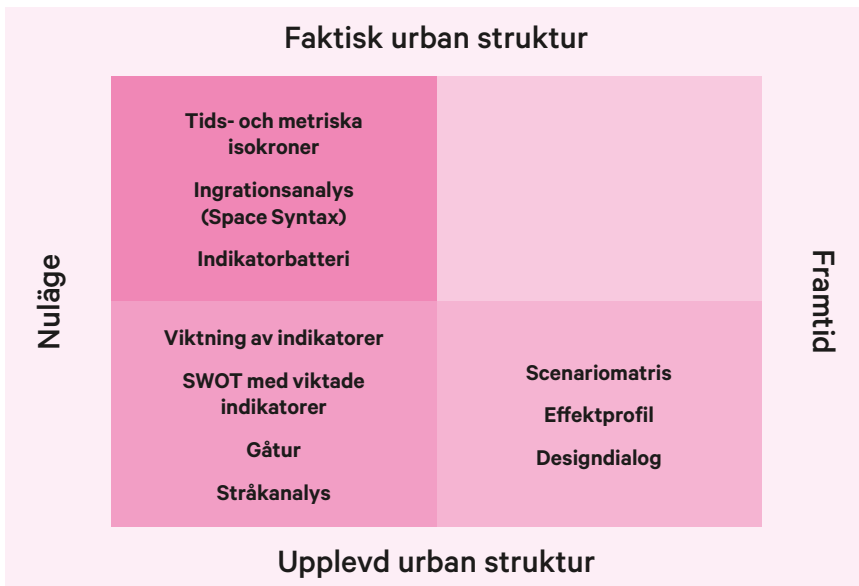 Faktisk urban struktur
Tids- och metriska
isokroner
Ingrationsanalys
(Space Syntax)
Indikatorbatteri
Nuläge
Framtid
Viktning av indikatorer
SWOT med viktade
indikatorer
Gåtur
Stråkanalys
Scenariomatris
Effektprofil
Designdialog
Upplevd urban struktur